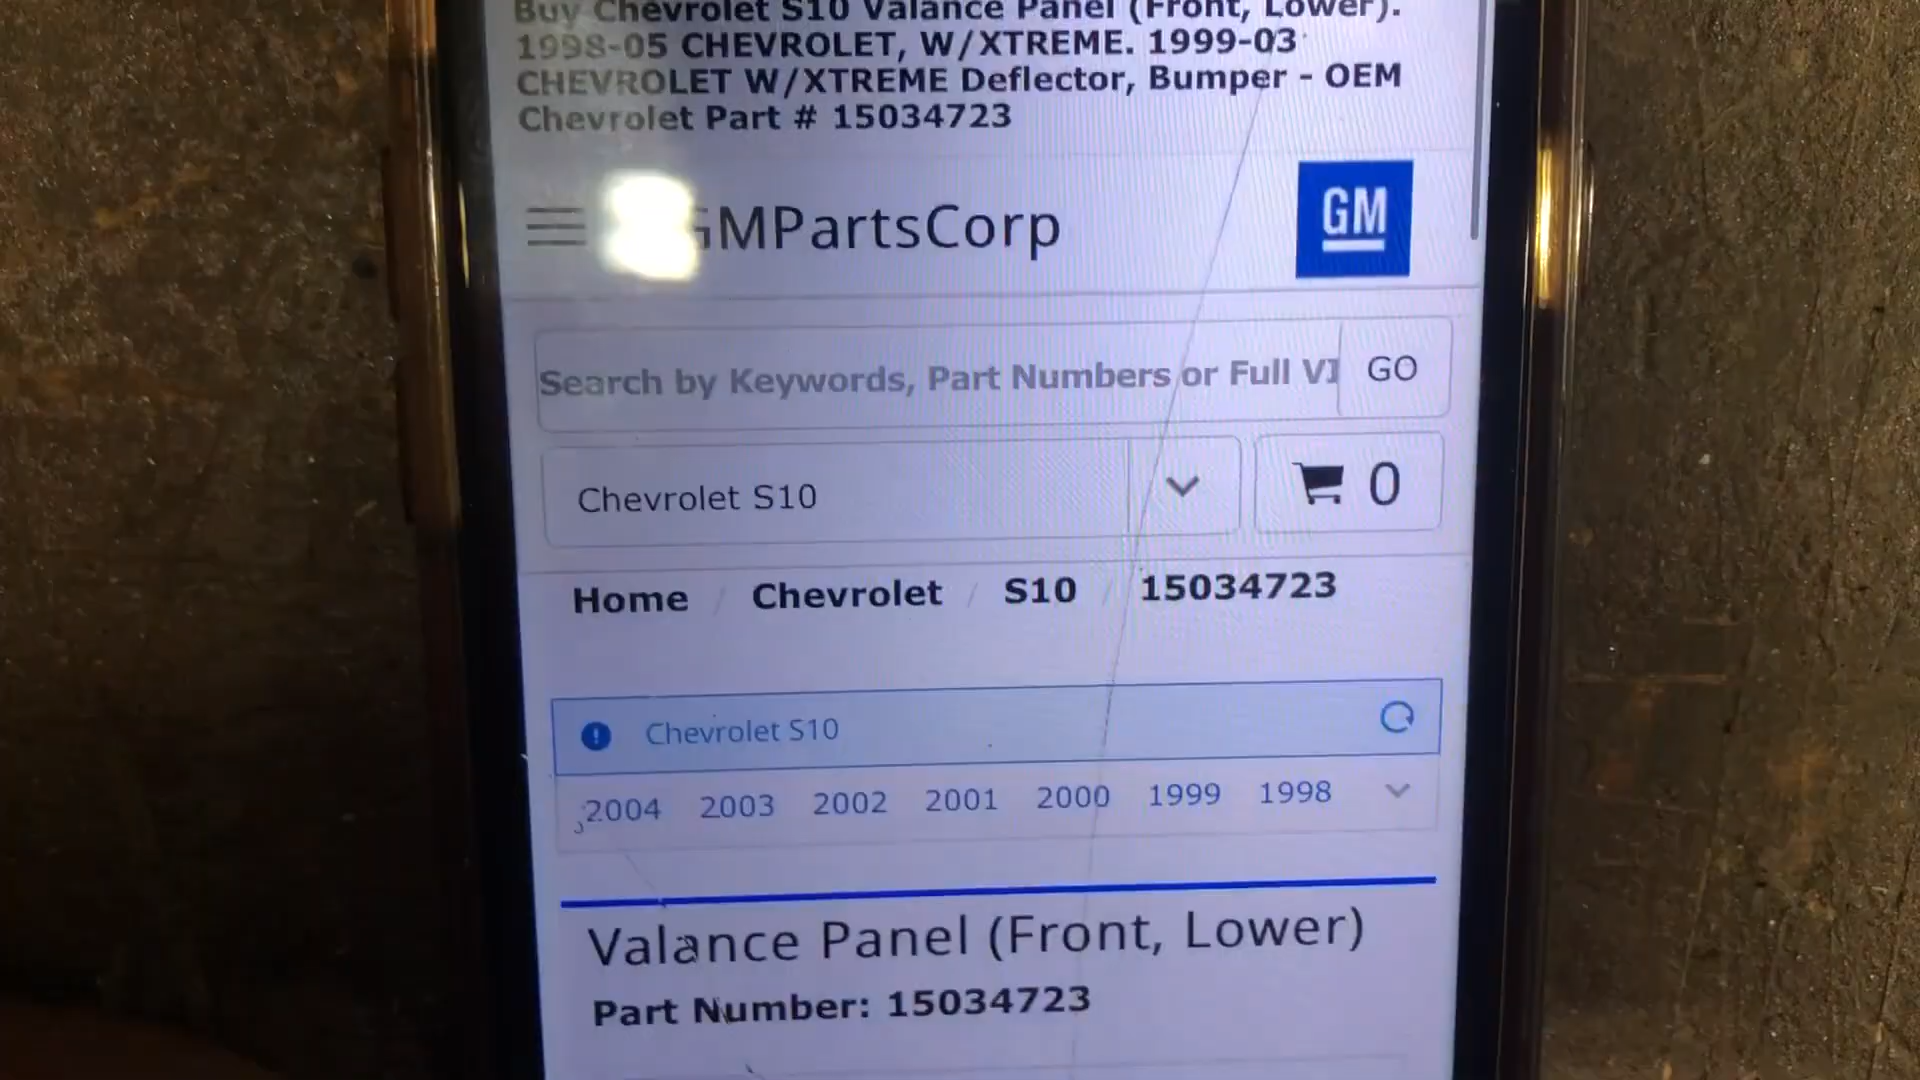 Buy Chevrolet S10 Valance Panel (Front, Lower).
1998-05 CHEVROLET, W/XTREME. 1999-03
CHEVROLET W/XTREME Deflector, Bumper - OEM
Chevrolet Part # 15034723
GMPartsCorp
GM
Search by Keywords, Part Numbers or Full VI
GO
Chevrolet S10
0
Home / Chevrolet / S10 / 15034723
Chevrolet S10
2004 2003 2002 2001 2000 1999 1998
Valance Panel (Front, Lower)
Part Number: 15034723